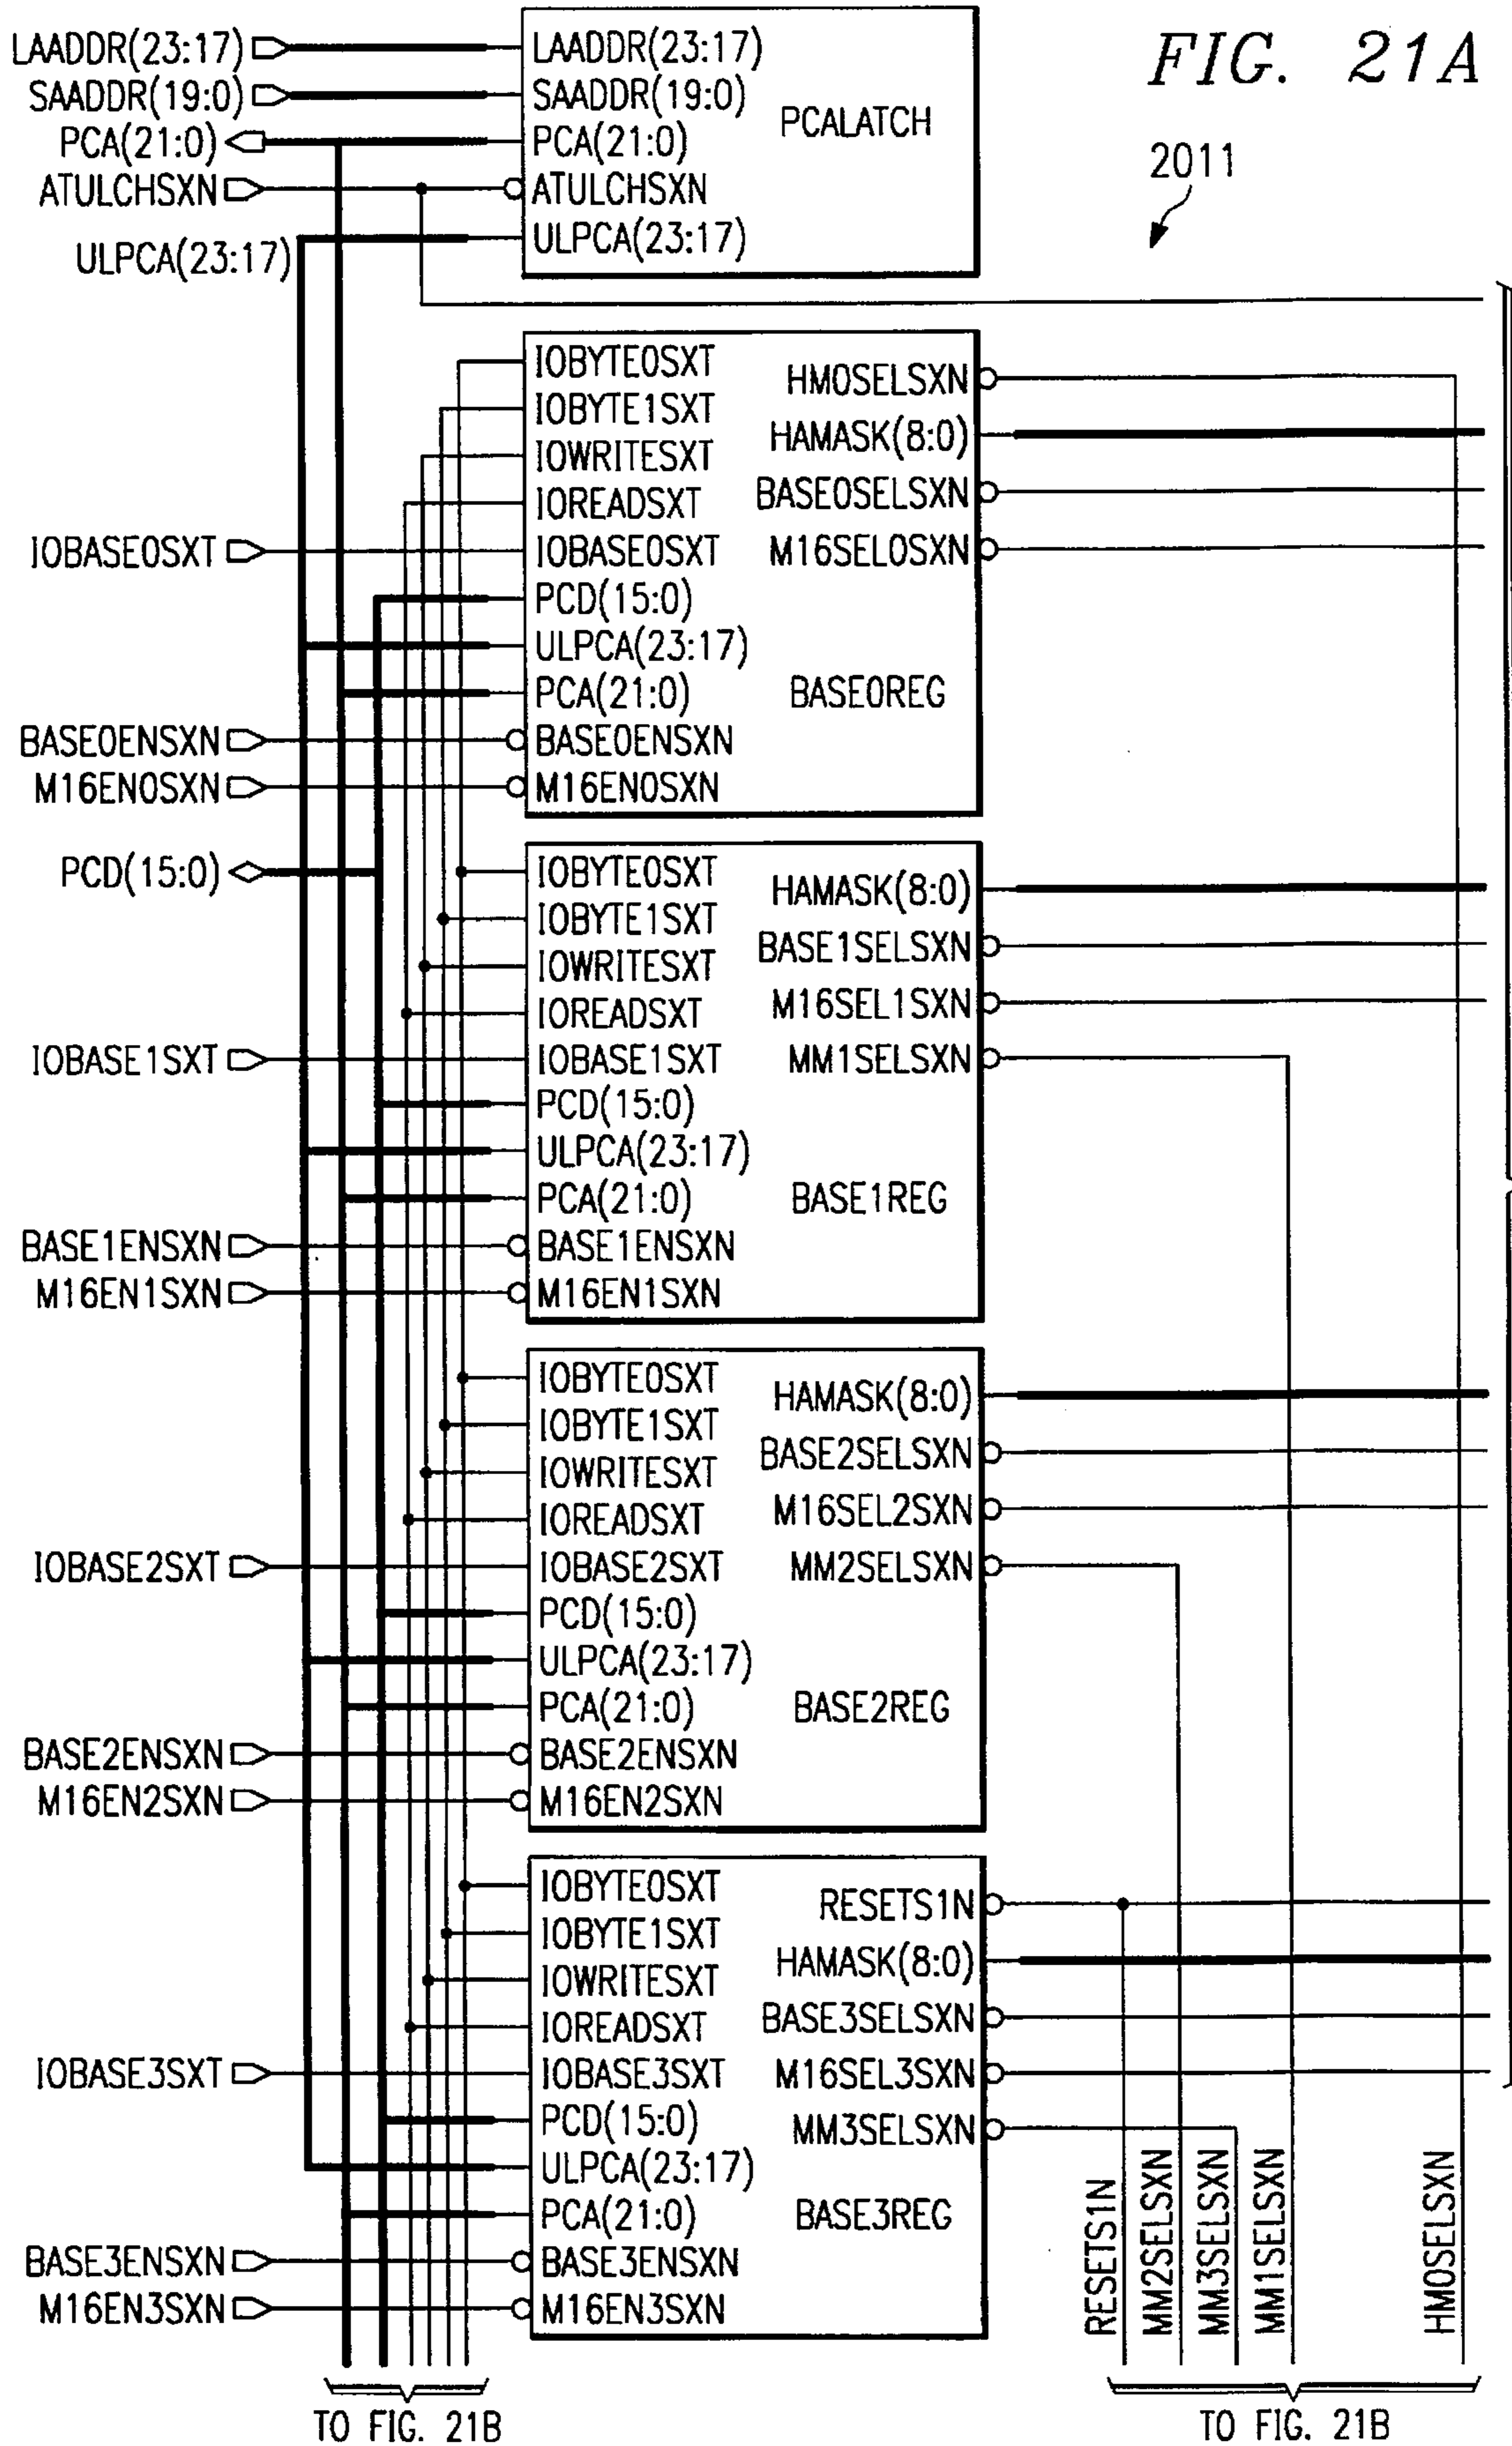 FIG. 21A
2011
LAADDR(23:17)
SAADDR(19:0)
PCA(21:0)
ATULCHSXN
ULPCA(23:17)
LAADDR(23:17)
SAADDR(19:0)
PCA(21:0)
ATULCHSXN
ULPCA(23:17)
PCALATCH
IOBASE0SXT
BASE0ENSXN
M16EN0SXN
IOBYTE0SXT
IOBYTE1SXT
IOWRITESXT
IOREADSXT
IOBASE0SXT
PCD(15:0)
ULPCA(23:17)
PCA(21:0)
BASE0ENSXN
M16EN0SXN
HM0SELSXN
HAMASK(8:0)
BASE0SELSXN
M16SEL0SXN
BASE0REG
PCD(15:0)
IOBASE1SXT
BASE1ENSXN
M16EN1SXN
IOBYTE0SXT
IOBYTE1SXT
IOWRITESXT
IOREADSXT
IOBASE1SXT
PCD(15:0)
ULPCA(23:17)
PCA(21:0)
BASE1ENSXN
M16EN1SXN
HAMASK(8:0)
BASE1SELSXN
M16SEL1SXN
MM1SELSXN
BASE1REG
IOBASE2SXT
BASE2ENSXN
M16EN2SXN
IOBYTE0SXT
IOBYTE1SXT
IOWRITESXT
IOREADSXT
IOBASE2SXT
PCD(15:0)
ULPCA(23:17)
PCA(21:0)
BASE2ENSXN
M16EN2SXN
HAMASK(8:0)
BASE2SELSXN
M16SEL2SXN
MM2SELSXN
BASE2REG
IOBASE3SXT
BASE3ENSXN
M16EN3SXN
IOBYTE0SXT
IOBYTE1SXT
IOWRITESXT
IOREADSXT
IOBASE3SXT
PCD(15:0)
ULPCA(23:17)
PCA(21:0)
BASE3ENSXN
M16EN3SXN
RESETS1N
HAMASK(8:0)
BASE3SELSXN
M16SEL3SXN
MM3SELSXN
BASE3REG
RESETS1N
MM2SELSXN
MM3SELSXN
MM1SELSXN
HM0SELSXN
TO FIG. 21B
TO FIG. 21B